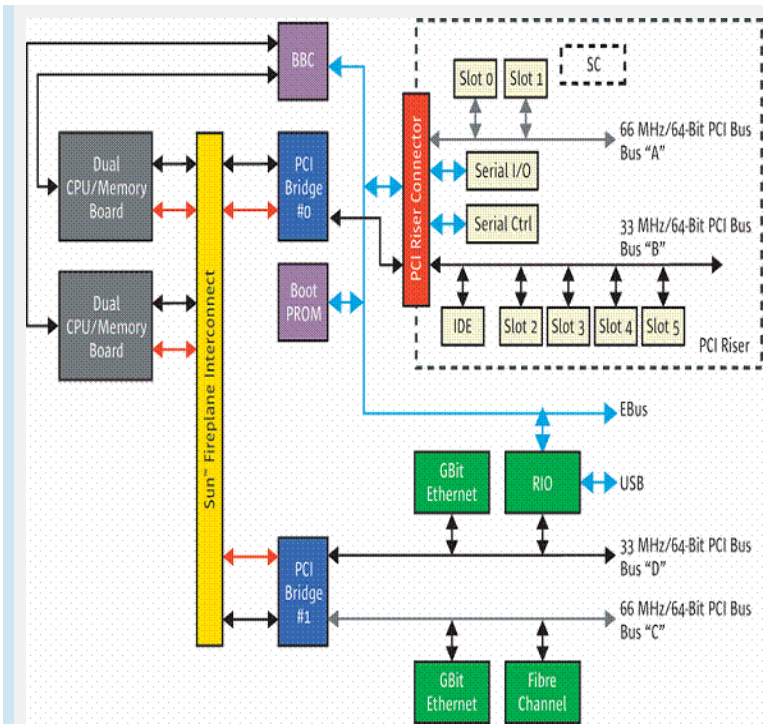 BBC
Slot 0
Slot 1
SC
66 MHz/64-Bit PCI Bus
Bus “A”
Dual
CPU/Memory
Board
PCI
Bridge
#0
PCI Riser Connector
Serial I/O
Serial Ctrl
33 MHz/64-Bit PCI Bus
Bus “B”
Dual
CPU/Memory
Board
Boot
PROM
IDE
Slot 2
Slot 3
Slot 4
Slot 5
PCI Riser
Sun™ Fireplane Interconnect
EBus
GBit
Ethernet
RIO
USB
PCI
Bridge
#1
33 MHz/64-Bit PCI Bus
Bus “D”
66 MHz/64-Bit PCI Bus
Bus “C”
GBit
Ethernet
Fibre
Channel